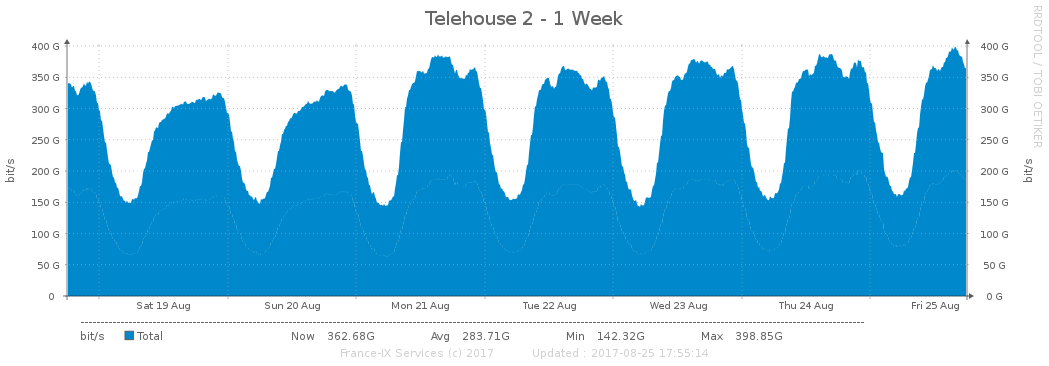 Telehouse 2 - 1 Week
RRDTOOL / TOBI OETIKER
400 G 400 G
350 G 350 G
300 G 300 G
250 G 250 G
200 G 200 G
150 G 150 G
100 G 100 G
50 G 50 G
0 0 G
bit/s bit/s
Sat 19 Aug Sun 20 Aug Mon 21 Aug Tue 22 Aug Wed 23 Aug Thu 24 Aug Fri 25 Aug
bit/s Total Now 362.68G Avg 283.71G Min 142.32G Max 398.85G
France-IX Services (c) 2017 Updated : 2017-08-25 17:55:14